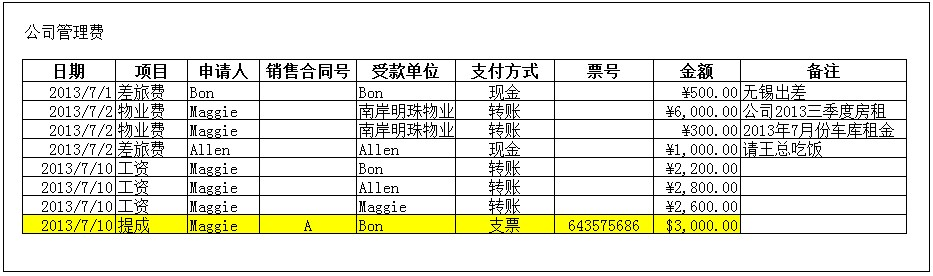 公司管理费
日期 项目 申请人 销售合同号 受款单位 支付方式 票号 金额 备注
2013/7/1 差旅费 Bon Bon 现金 ¥500.00 无锡出差
2013/7/2 物业费 Maggie 南岸明珠物业 转账 ¥6,000.00 公司2013三季度房租
2013/7/2 物业费 Maggie 南岸明珠物业 转账 ¥300.00 2013年7月份车库租金
2013/7/2 差旅费 Allen Allen 现金 ¥1,000.00 请王总吃饭
2013/7/10 工资 Maggie Bon 转账 ¥2,200.00
2013/7/10 工资 Maggie Allen 转账 ¥2,800.00
2013/7/10 工资 Maggie Maggie 转账 ¥2,600.00
2013/7/10 提成 Maggie A Bon 支票 643575686 $3,000.00